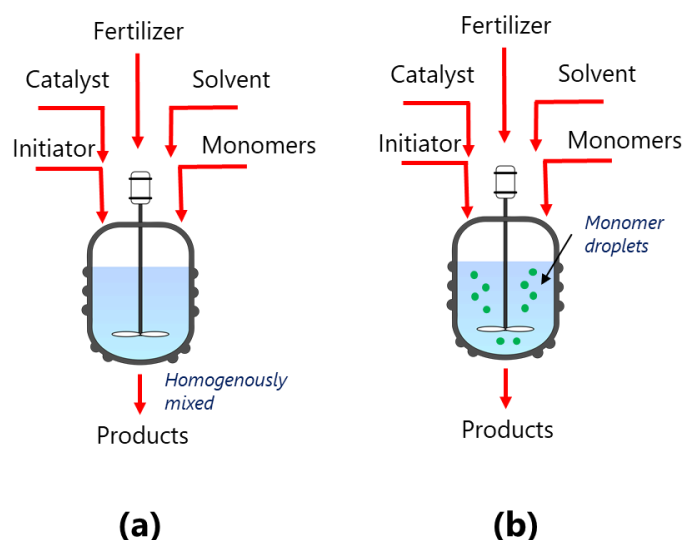 Fertilizer
Catalyst
Solvent
Initiator
Monomers
Homogenously
mixed
Products
(a)
Fertilizer
Catalyst
Solvent
Initiator
Monomers
Monomer
droplets
Products
(b)